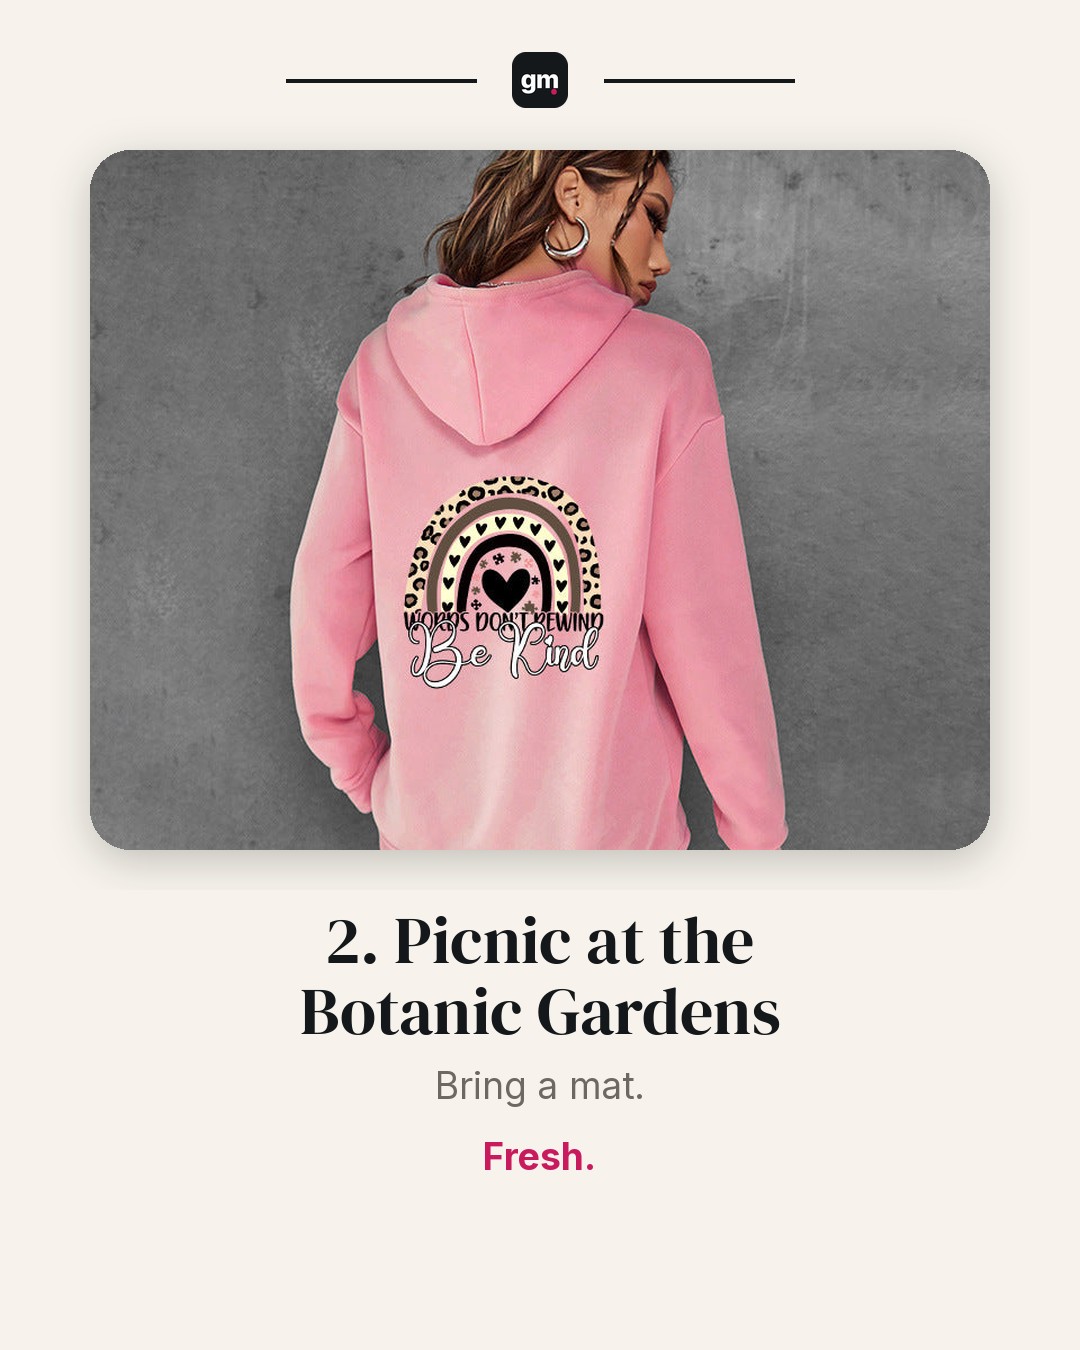 gm.
WORDS DON'T REWIND
Be Kind
2. Picnic at the
Botanic Gardens
Bring a mat.
Fresh.